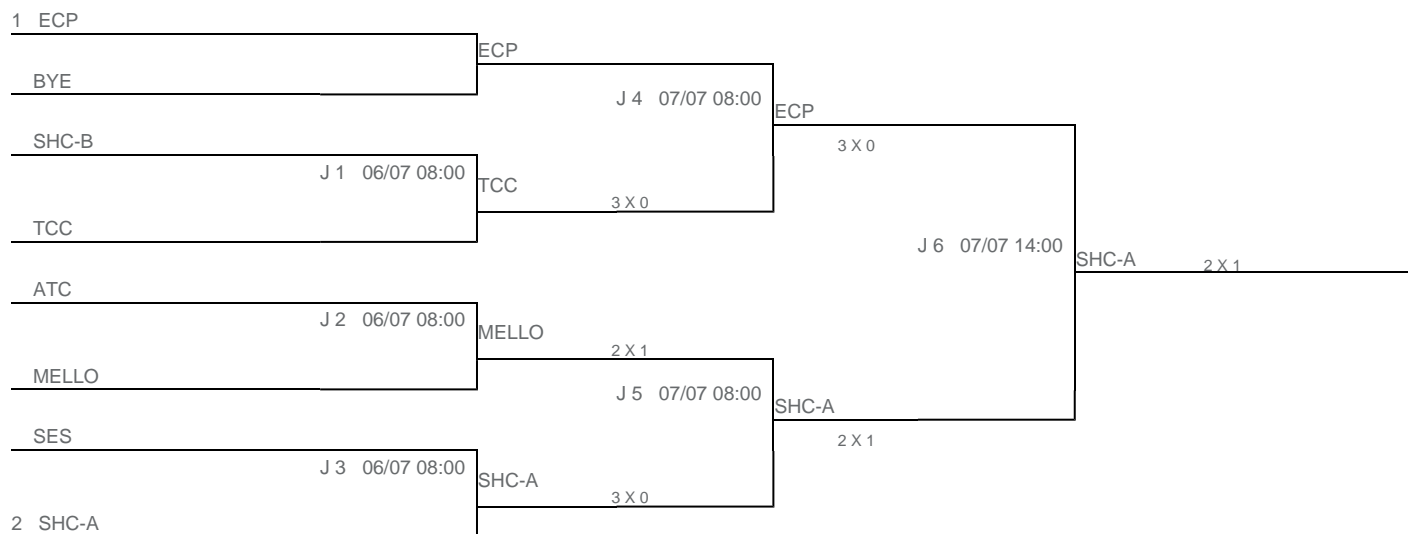 1 ECP
ECP
BYE
J 4 07/07 08:00
ECP
SHC-B
3 X 0
J 1 06/07 08:00
TCC
3 X 0
TCC
J 6 07/07 14:00
SHC-A
2 X 1
ATC
J 2 06/07 08:00
MELLO
2 X 1
MELLO
J 5 07/07 08:00
SHC-A
SES
2 X 1
J 3 06/07 08:00
SHC-A
3 X 0
2 SHC-A